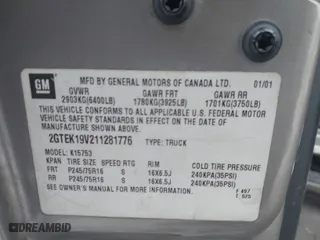 GM
MFD BY GENERAL MOTORS OF CANADA LTD. 01/01
GVWR GAWR FRT GAWR RR
2903KG(6400LB) 1780KG(3925LB) 1701KG(3750LB)
THIS VEHICLE CONFORMS TO ALL APPLICABLE U.S. FEDERAL
MOTOR VEHICLE SAFETY STANDARDS IN EFFECT ON
THE DATE OF MANUFACTURE SHOWN ABOVE.
2GTEK19V211281776 TYPE: TRUCK
K15753
TIRE SIZE SPEED RTG RIM COLD TIRE PRESSURE
FRT P245/75R16 S 16X6.5J 240KPA(35PSI)
RR P245/75R16 S 16X6.5J 240KPA(35PSI)
SEE OWNER'S MANUAL FOR MORE INFORMATION.